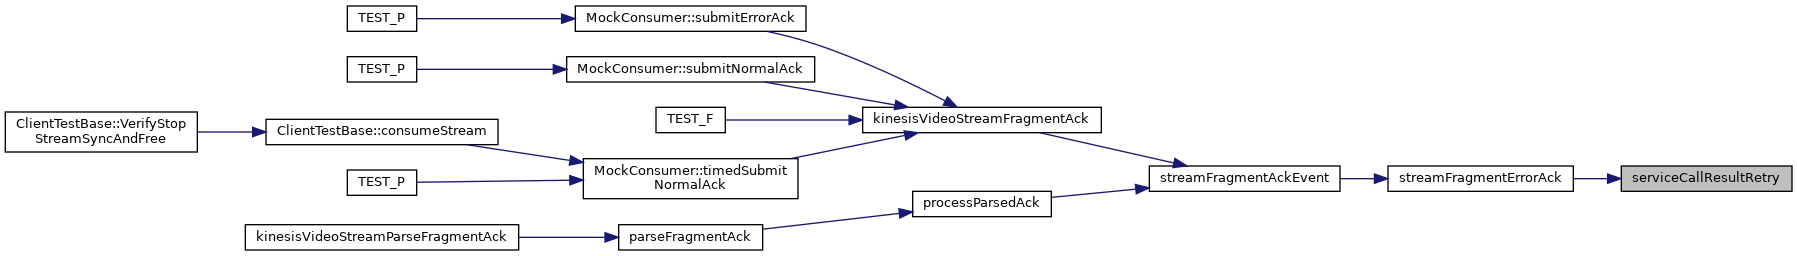 TEST_P
MockConsumer::submitErrorAck
TEST_P
MockConsumer::submitNormalAck
ClientTestBase::VerifyStop
StreamSyncAndFree
ClientTestBase::consumeStream
TEST_F
kinesisVideoStreamFragmentAck
TEST_P
MockConsumer::timedSubmit
NormalAck
streamFragmentAckEvent
streamFragmentErrorAck
serviceCallResultRetry
processParsedAck
kinesisVideoStreamParseFragmentAck
parseFragmentAck